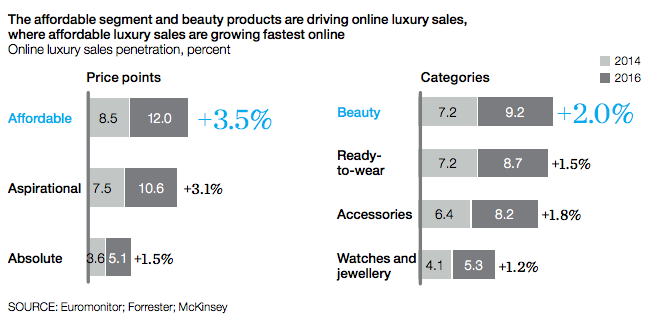 The affordable segment and beauty products are driving online luxury sales,
where affordable luxury sales are growing fastest online
Online luxury sales penetration, percent
2014
2016
Price points
Affordable 8.5 12.0 +3.5%
Aspirational 7.5 10.6 +3.1%
Absolute 3.6 5.1 +1.5%
Categories
Beauty 7.2 9.2 +2.0%
Ready-
to-wear 7.2 8.7 +1.5%
Accessories 6.4 8.2 +1.8%
Watches and
jewellery 4.1 5.3 +1.2%
SOURCE: Euromonitor; Forrester; McKinsey